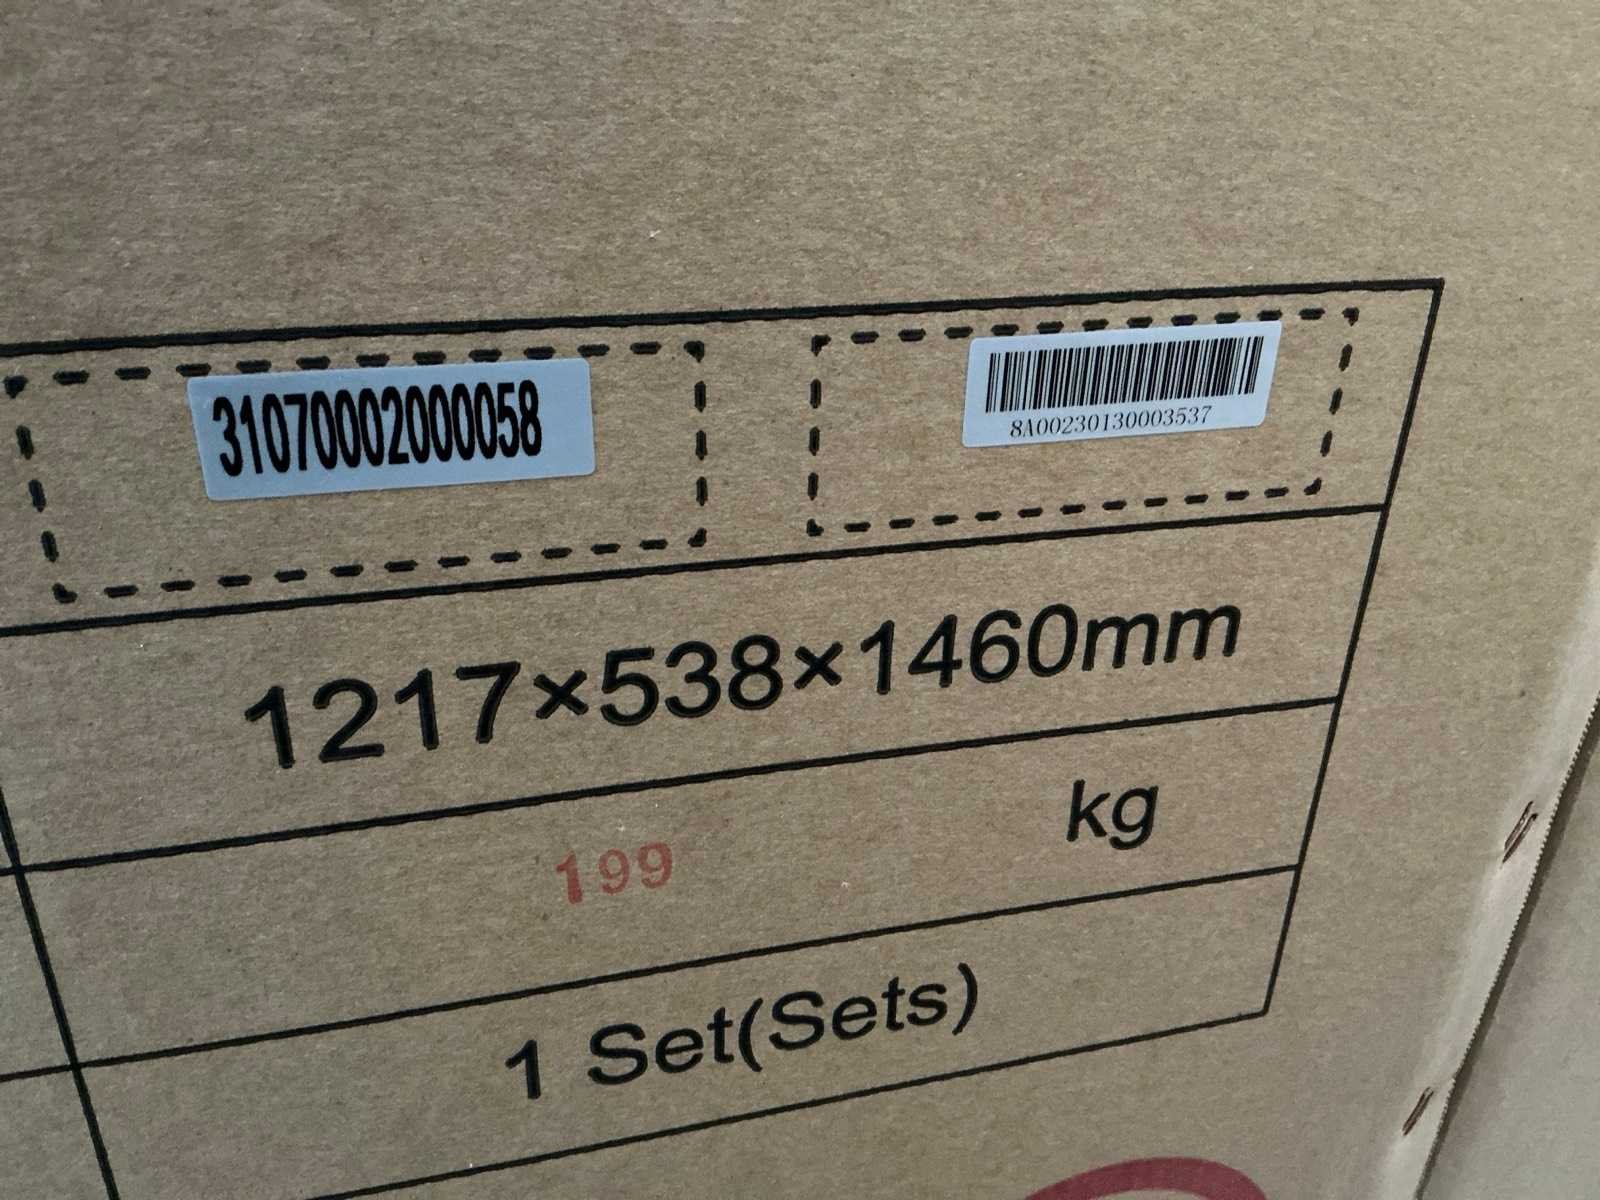 31070002000058
8A00230130003537
1217×538×1460mm
199 kg
1 Set(Sets)